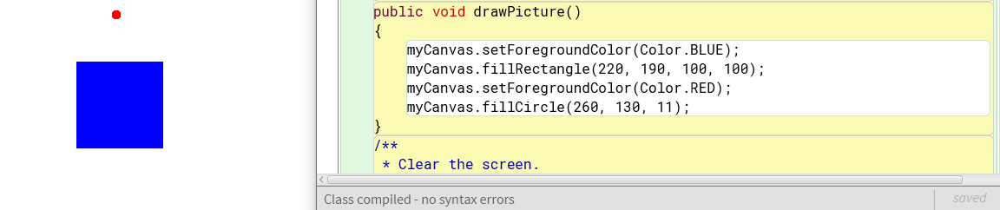 public void drawPicture()
{
myCanvas.setForegroundColor(Color.BLUE);
myCanvas.fillRectangle(220, 190, 100, 100);
myCanvas.setForegroundColor(Color.RED);
myCanvas.fillCircle(260, 130, 11);
}
/**
* Clear the screen.
Class compiled - no syntax errors
saved